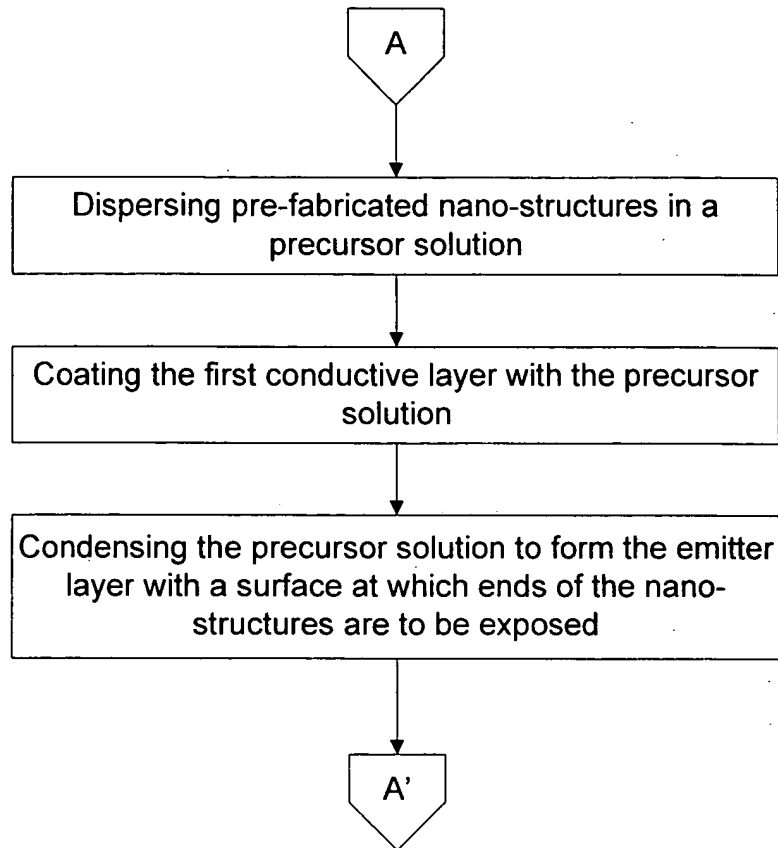 A
Dispersing pre-fabricated nano-structures in a
precursor solution
Coating the first conductive layer with the precursor
solution
Condensing the precursor solution to form the emitter
layer with a surface at which ends of the nano-
structures are to be exposed
A’